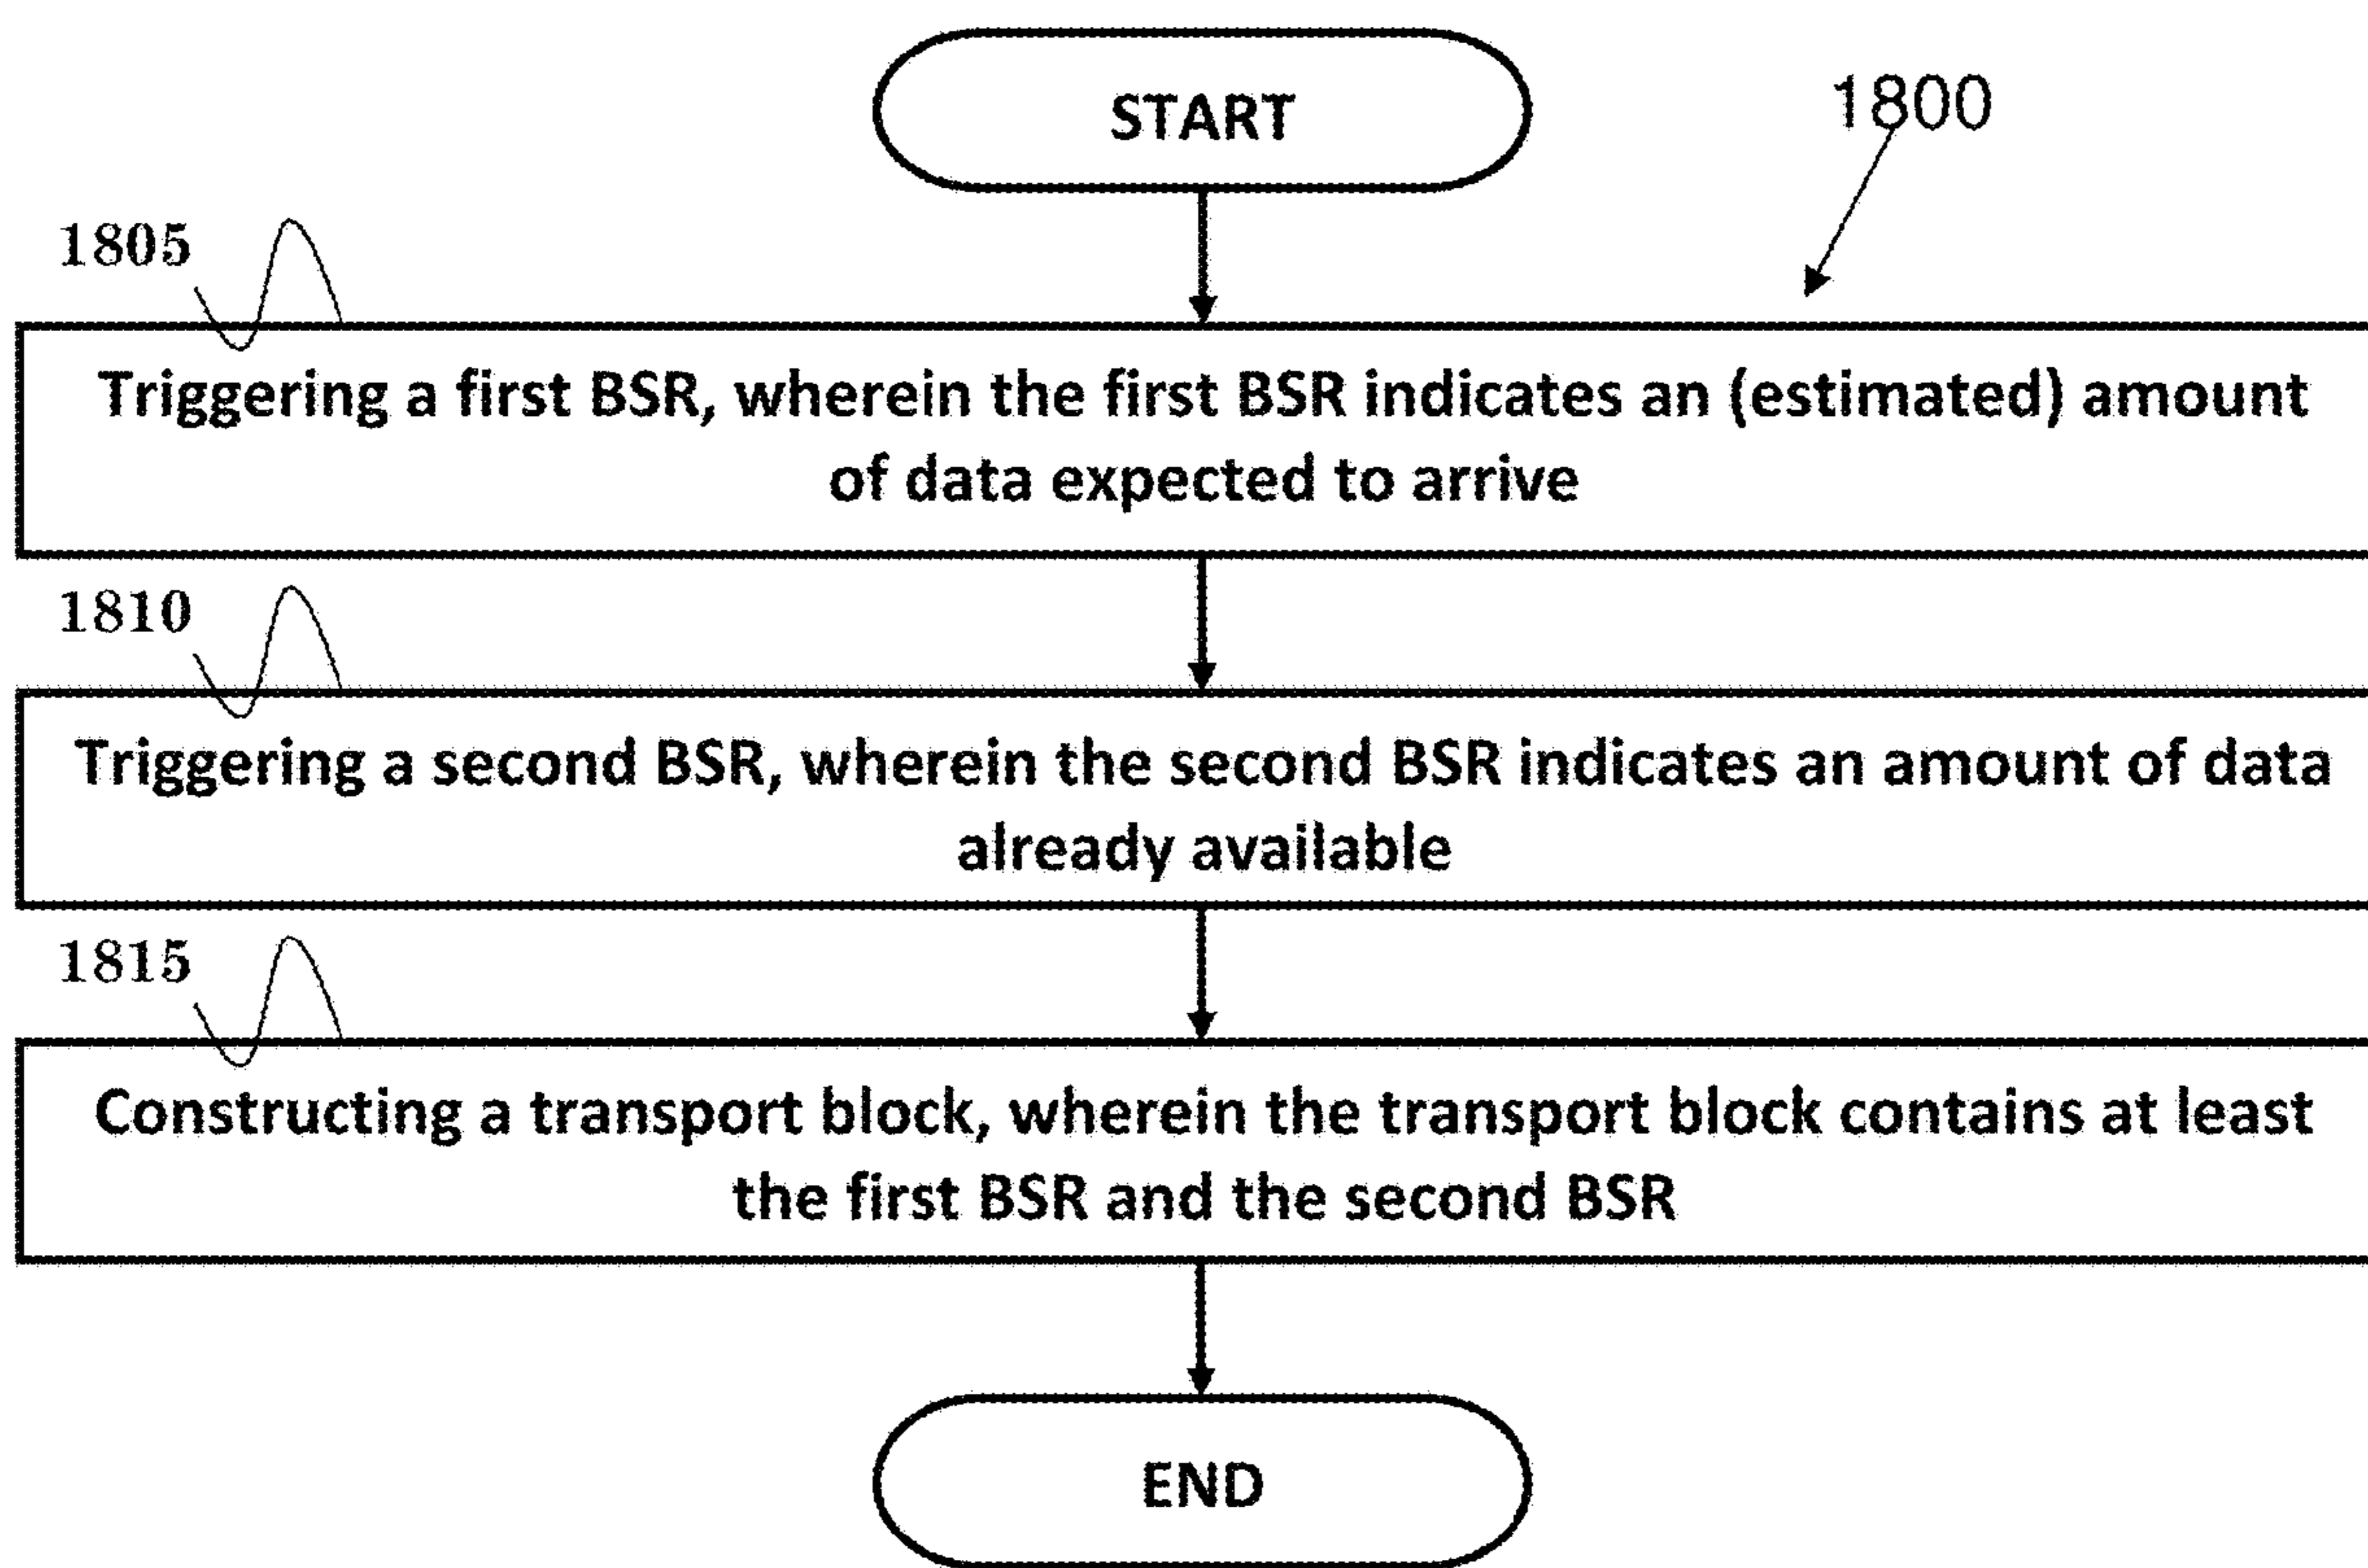 START
1800
1805
Triggering a first BSR, wherein the first BSR indicates an (estimated) amount
of data expected to arrive
1810
Triggering a second BSR, wherein the second BSR indicates an amount of data
already available
1815
Constructing a transport block, wherein the transport block contains at least
the first BSR and the second BSR
END